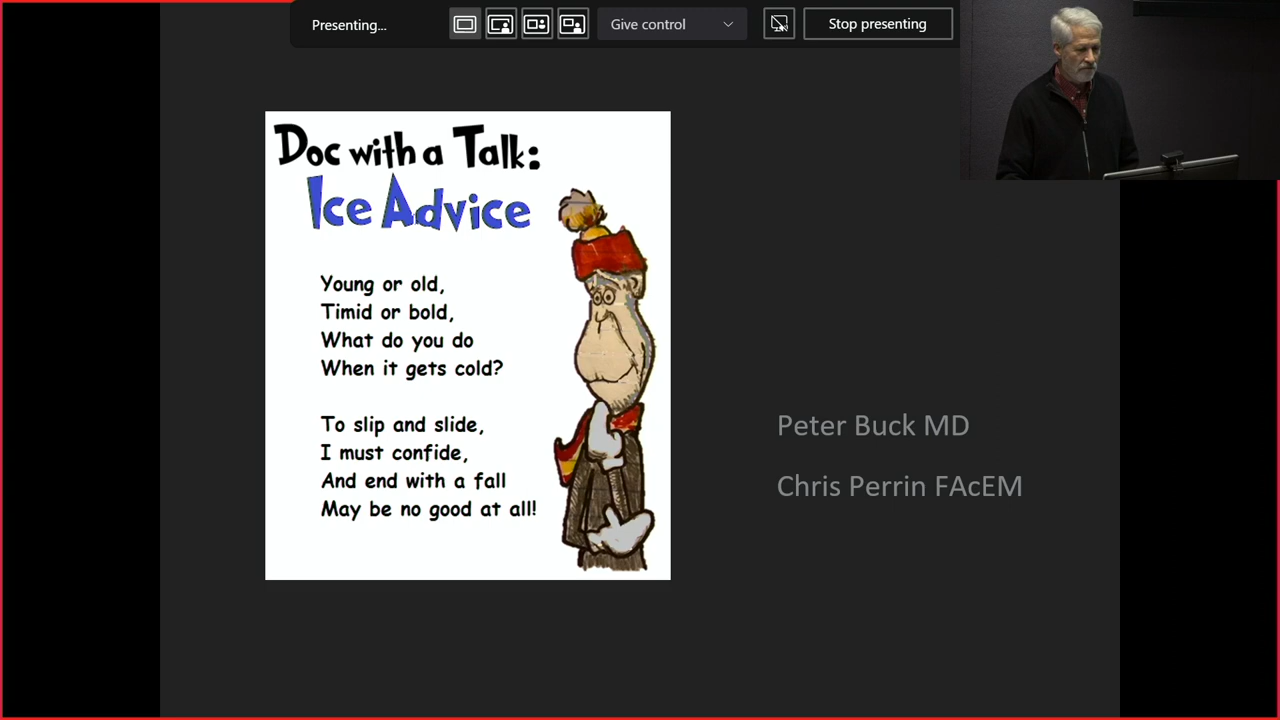 Presenting...
Give control
Stop presenting
Doc with a Talk:
Ice Advice
Young or old,
Timid or bold,
What do you do
When it gets cold?
To slip and slide,
I must confide,
And end with a fall
May be no good at all!
Peter Buck MD
Chris Perrin FAcEM